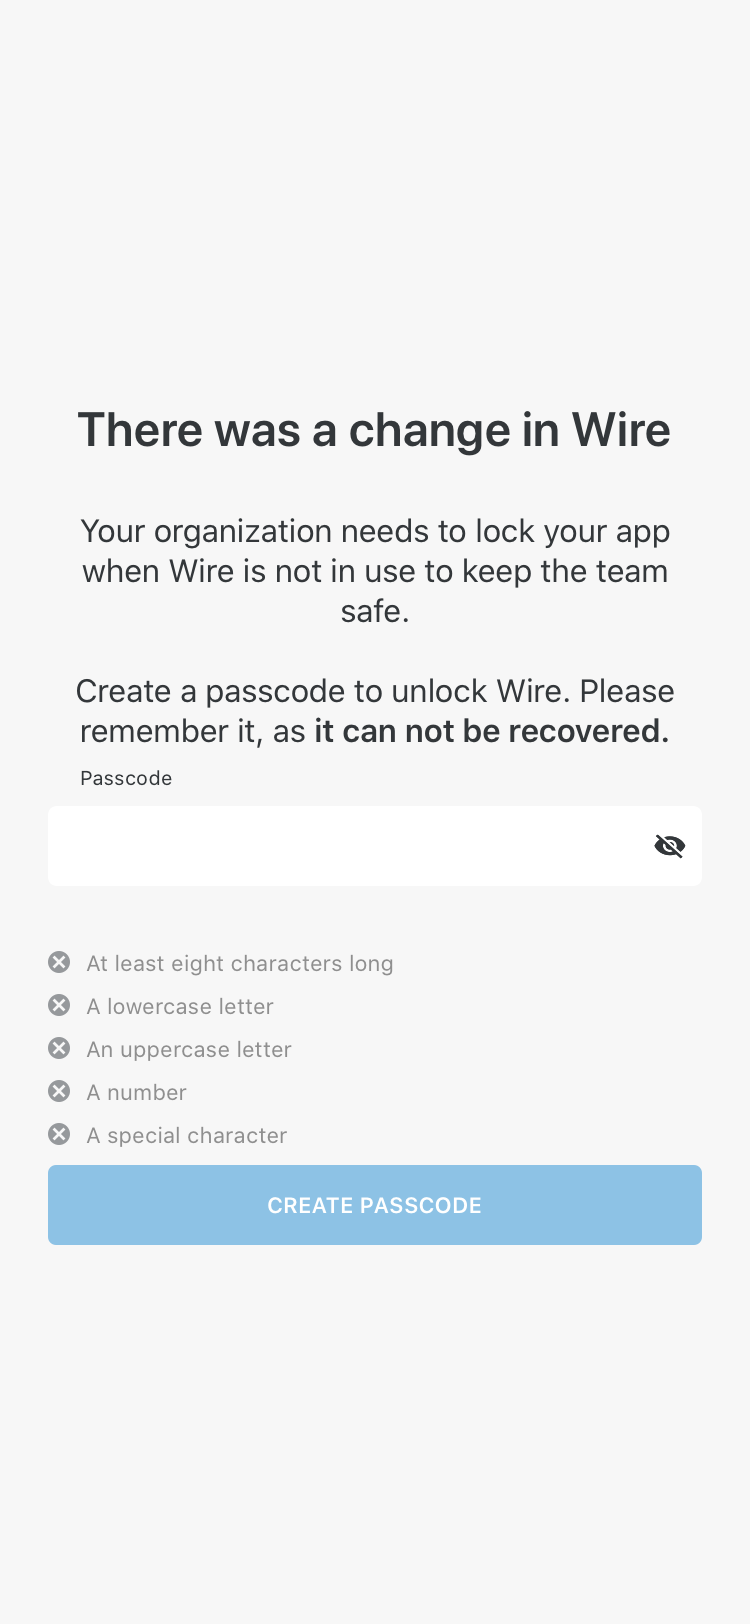 There was a change in Wire
Your organization needs to lock your app
when Wire is not in use to keep the team
safe.
Create a passcode to unlock Wire. Please
remember it, as it can not be recovered.
Passcode
At least eight characters long
A lowercase letter
An uppercase letter
A number
A special character
CREATE PASSCODE